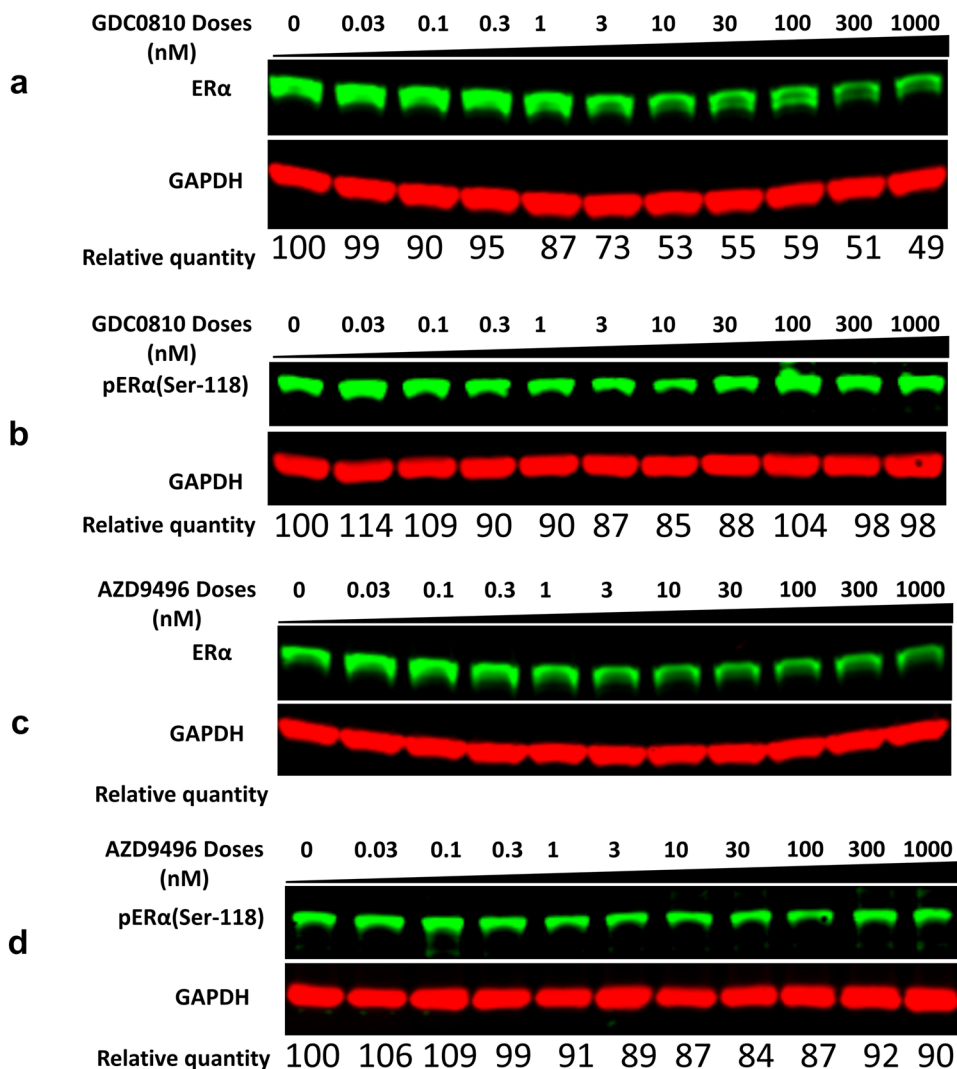 GDC0810 Doses 0 0.03 0.1 0.3 1 3 10 30 100 300 1000
(nM)
a
ERα
GAPDH
Relative quantity 100 99 90 95 87 73 53 55 59 51 49
GDC0810 Doses 0 0.03 0.1 0.3 1 3 10 30 100 300 1000
(nM)
pERα(Ser-118)
b
GAPDH
Relative quantity 100 114 109 90 90 87 85 88 104 98 98
AZD9496 Doses 0 0.03 0.1 0.3 1 3 10 30 100 300 1000
(nM)
ERα
c
GAPDH
Relative quantity
AZD9496 Doses 0 0.03 0.1 0.3 1 3 10 30 100 300 1000
(nM)
pERα(Ser-118)
d
GAPDH
Relative quantity 100 106 109 99 91 89 87 84 87 92 90